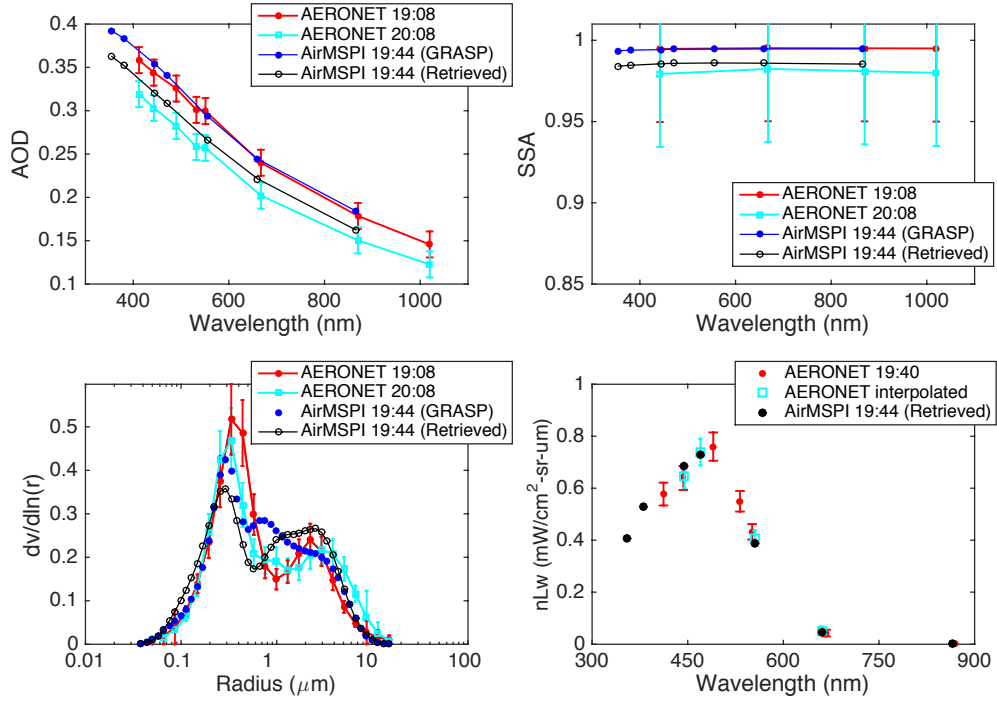 AERONET 19:08
AERONET 20:08
AirMSPI 19:44 (GRASP)
AirMSPI 19:44 (Retrieved)
0.4
0.35
0.3
0.25
0.2
0.15
0.1
AOD
400 600 800 1000
Wavelength (nm)
1
0.95
0.9
0.85
SSA
AERONET 19:08
AERONET 20:08
AirMSPI 19:44 (GRASP)
AirMSPI 19:44 (Retrieved)
400 600 800 1000
Wavelength (nm)
AERONET 19:08
AERONET 20:08
AirMSPI 19:44 (GRASP)
AirMSPI 19:44 (Retrieved)
0.5
0.4
0.3
0.2
0.1
0
dv/dln(r)
0.01 0.1 1 10 100
Radius (μm)
AERONET 19:40
AERONET interpolated
AirMSPI 19:44 (Retrieved)
1
0.8
0.6
0.4
0.2
0
nLw (mW/cm²-sr-um)
300 450 600 750 900
Wavelength (nm)